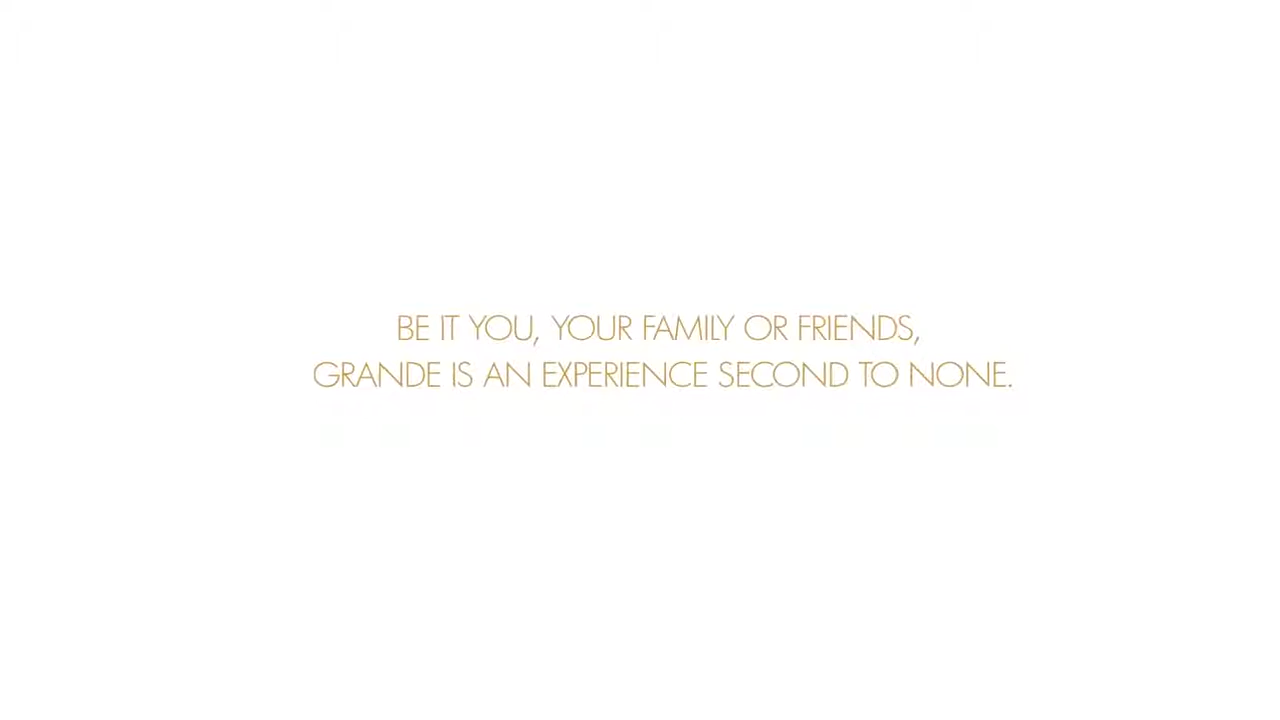 BE IT YOU, YOUR FAMILY OR FRIENDS,
GRANDE IS AN EXPERIENCE SECOND TO NONE.